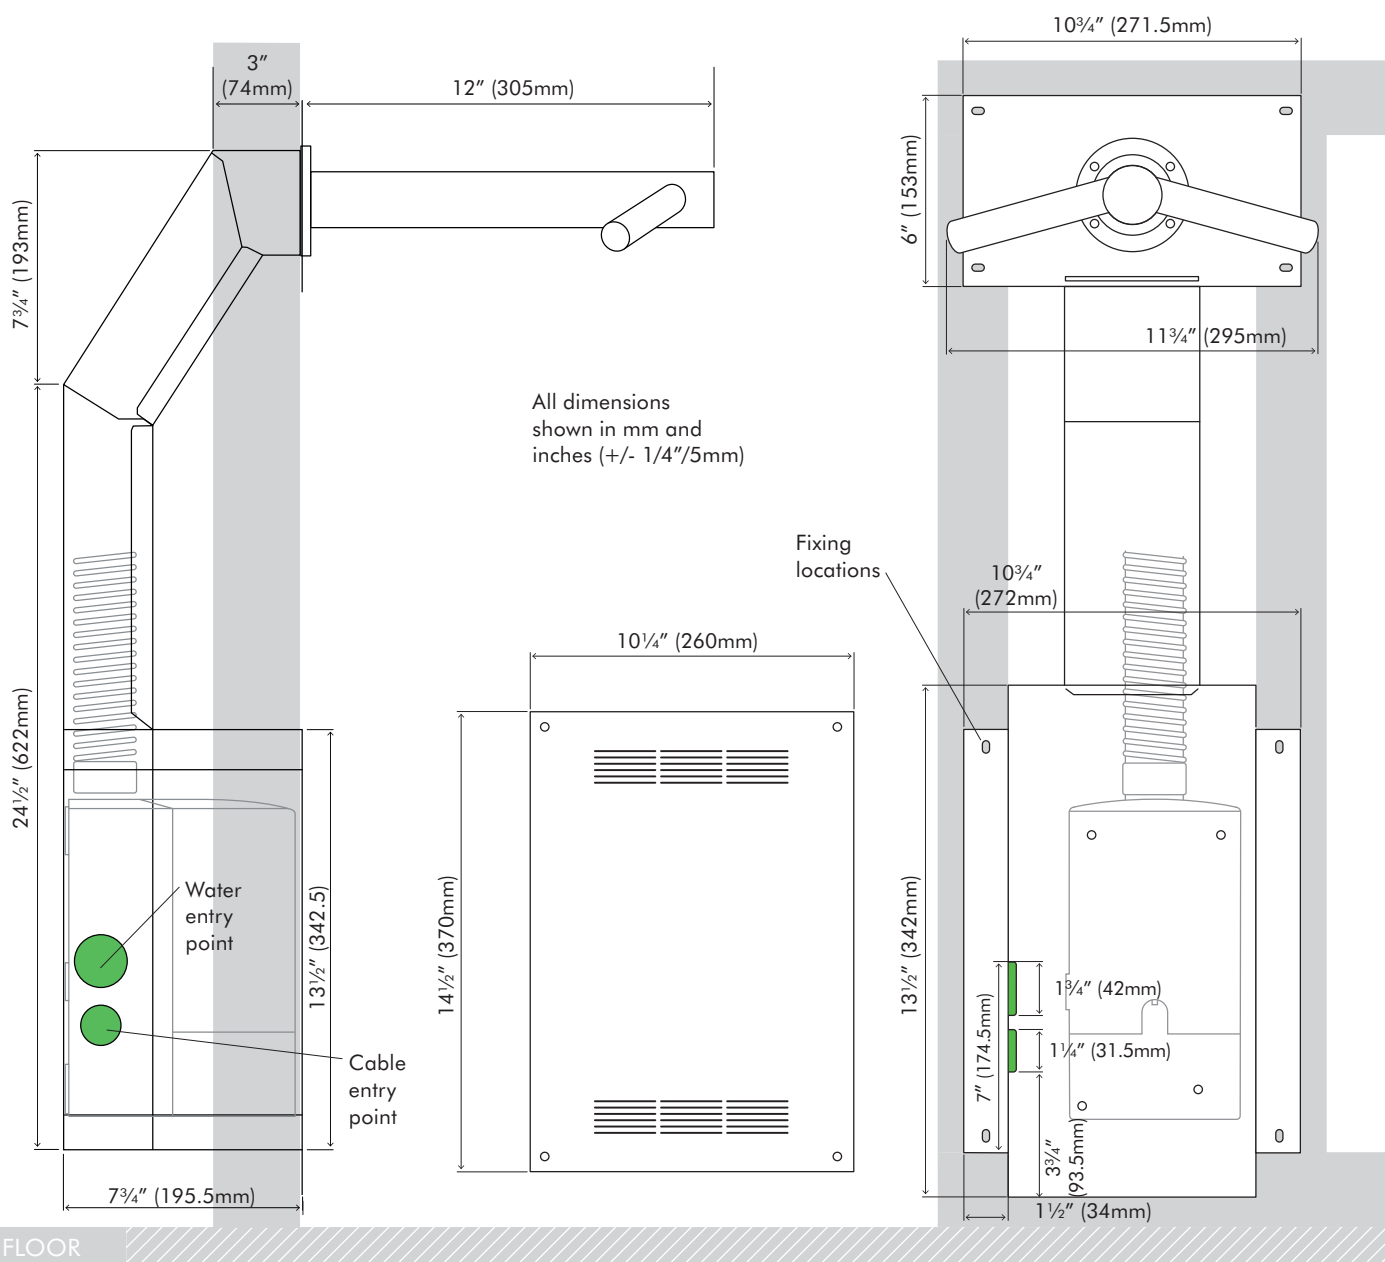 3″
(74mm)
12″ (305mm)
10¾″ (271.5mm)
7¾″ (193mm)
6″ (153mm)
11¾″ (295mm)
All dimensions
shown in mm and
inches (+/- 1/4″/5mm)
Fixing
locations
10¾″
(272mm)
10¼″ (260mm)
24½″ (622mm)
Water
entry
point
13½″ (342.5)
14½″ (370mm)
13½″ (342mm)
1¾″ (42mm)
7″ (174.5mm)
1¼″ (31.5mm)
Cable
entry
point
3¾″
(93.5mm)
7¾″ (195.5mm)
1½″ (34mm)
FLOOR